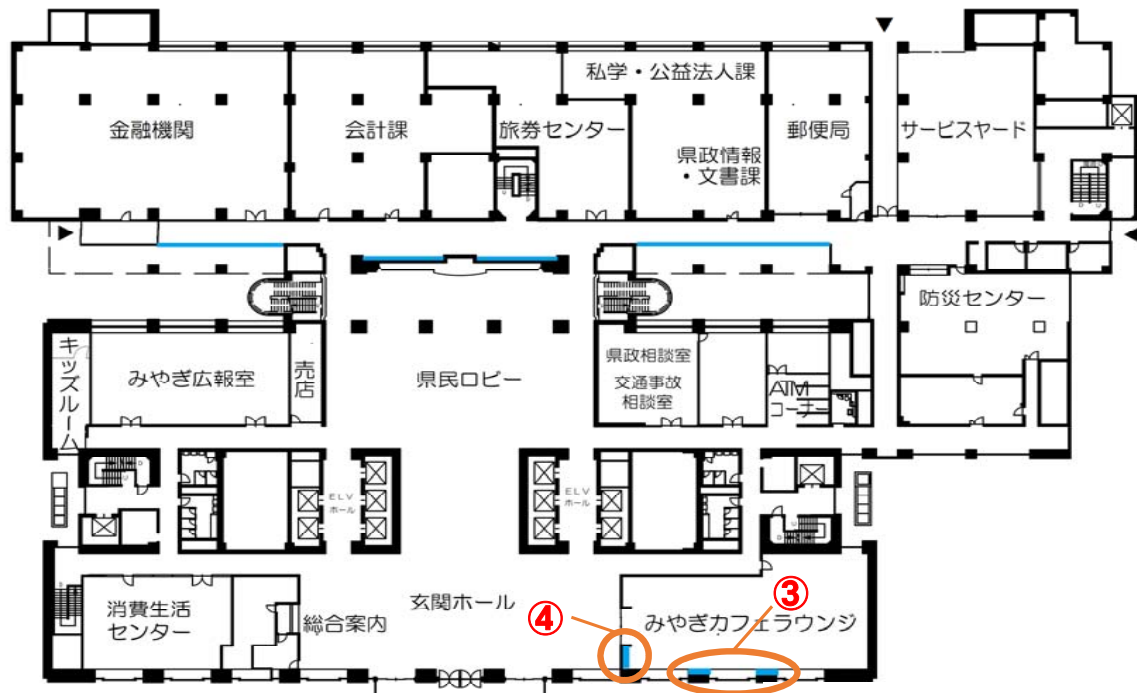 私学・公益法人課
金融機関
会計課
旅券センター
郵便局
サービスヤード
県政情報
・文書課
防災センター
キッズルーム
みやぎ広報室
売店
県民ロビー
県政相談室
交通事故
相談室
ATM
コーナー
ELV
ホール
ELV
ホール
消費生活
センター
総合案内
玄関ホール
④
③
みやぎカフェラウンジ